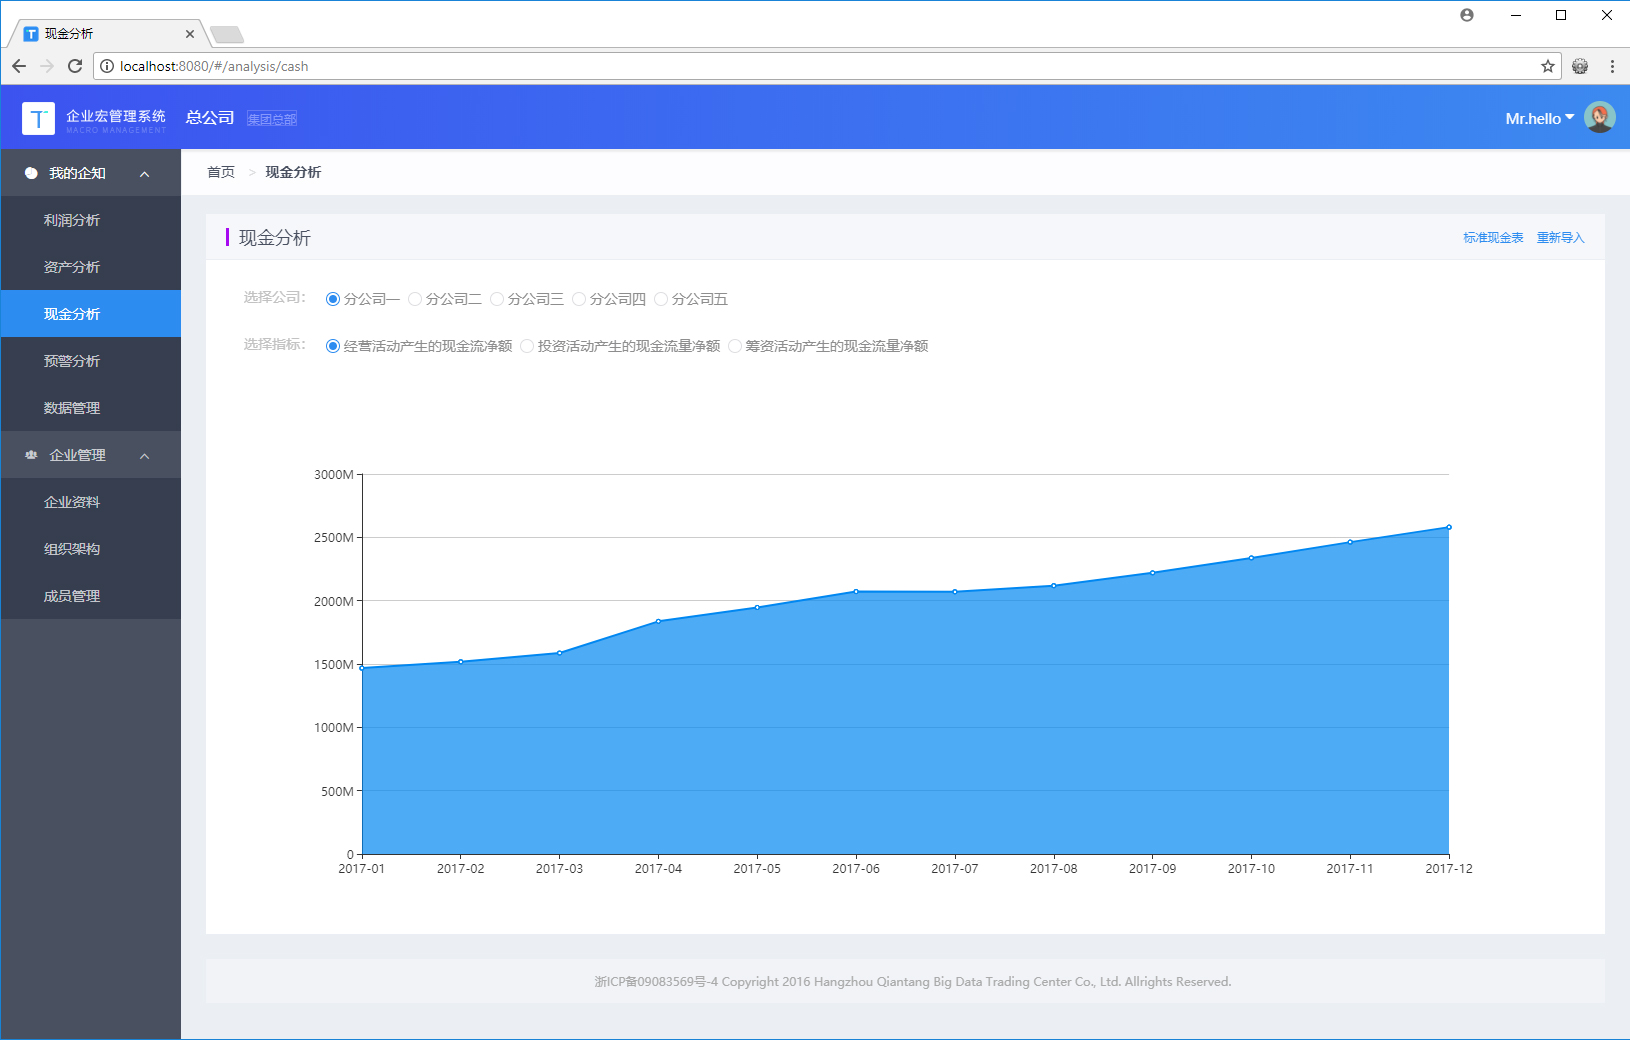 现金分析
localhost:8080/#/analysis/cash
T 企业宏管理系统 总公司 集团总部 Mr.hello
MACRO MANAGEMENT
我的企知
利润分析
资产分析
现金分析
预警分析
数据管理
企业管理
企业资料
组织架构
成员管理
首页 > 现金分析
现金分析 标准现金表 重新导入
选择公司： 分公司一 分公司二 分公司三 分公司四 分公司五
选择指标： 经营活动产生的现金流净额 投资活动产生的现金流量净额 筹资活动产生的现金流量净额
3000M
2500M
2000M
1500M
1000M
500M
0
2017-01 2017-02 2017-03 2017-04 2017-05 2017-06 2017-07 2017-08 2017-09 2017-10 2017-11 2017-12
浙ICP备09083569号-4 Copyright 2016 Hangzhou Qiantang Big Data Trading Center Co., Ltd. Allrights Reserved.